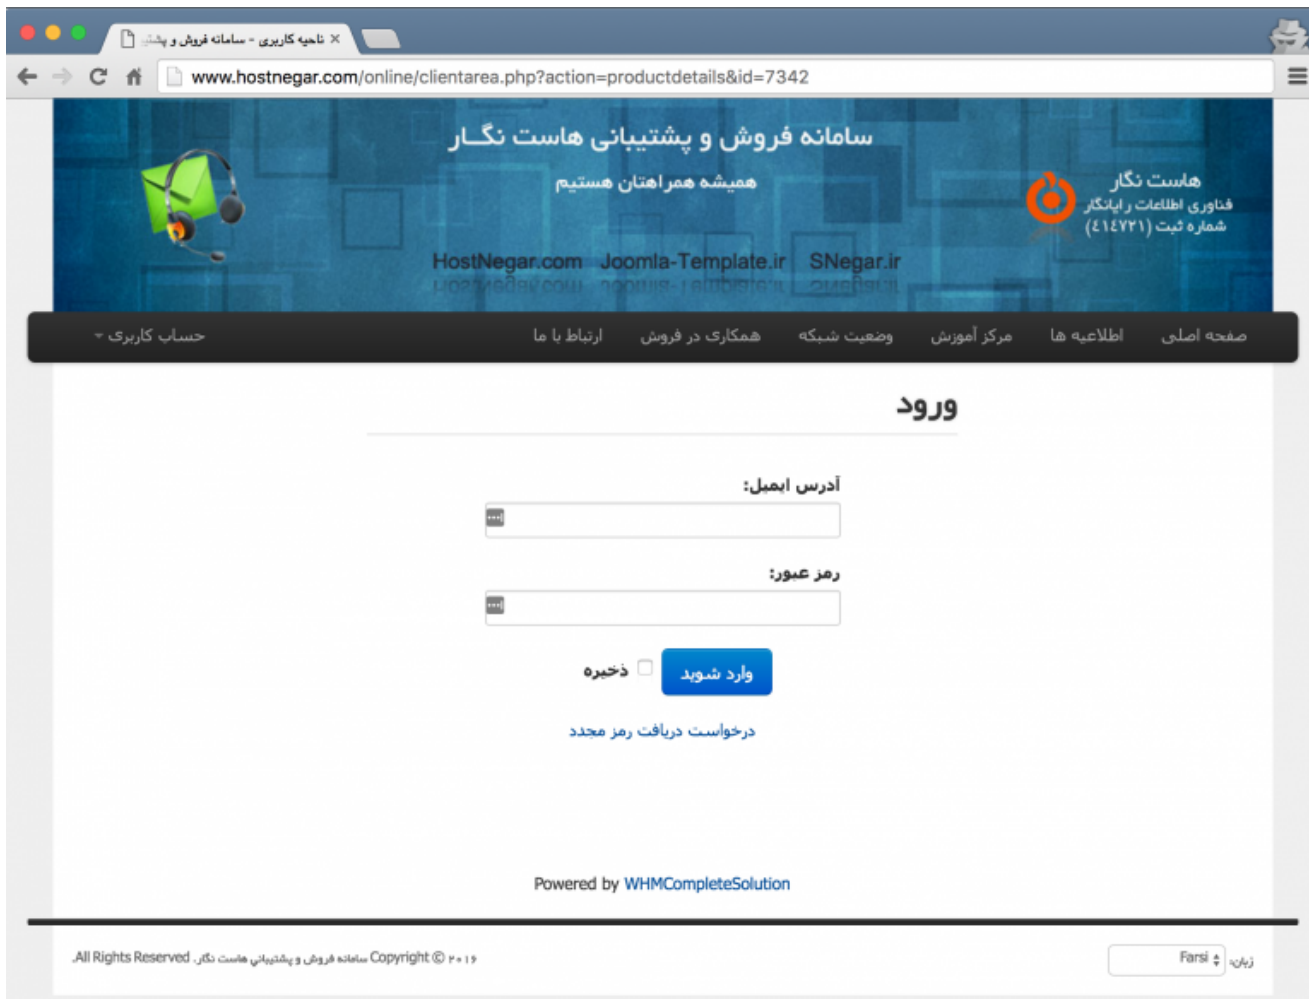 ناحیه کاربری - سامانه فروش و پشتی
www.hostnegar.com/online/clientarea.php?action=productdetails&id=7342
سامانه فروش و پشتیبانی هاست نگــار
همیشه همراهتان هستیم
هاست نگار
فناوری اطلاعات رایانگار
شماره ثبت (٤١٤٧٢١)
HostNegar.com Joomla-Template.ir SNegar.ir
صفحه اصلی اطلاعیه ها مرکز آموزش وضعیت شبکه همکاری در فروش ارتباط با ما حساب کاربری
ورود
آدرس ایمیل:
رمز عبور:
وارد شوید ذخیره
درخواست دریافت رمز مجدد
Powered by WHMCompleteSolution
زبان: Farsi
Copyright © ۲۰۱۶ سامانه فروش و پشتیباني هاست نگار. All Rights Reserved.